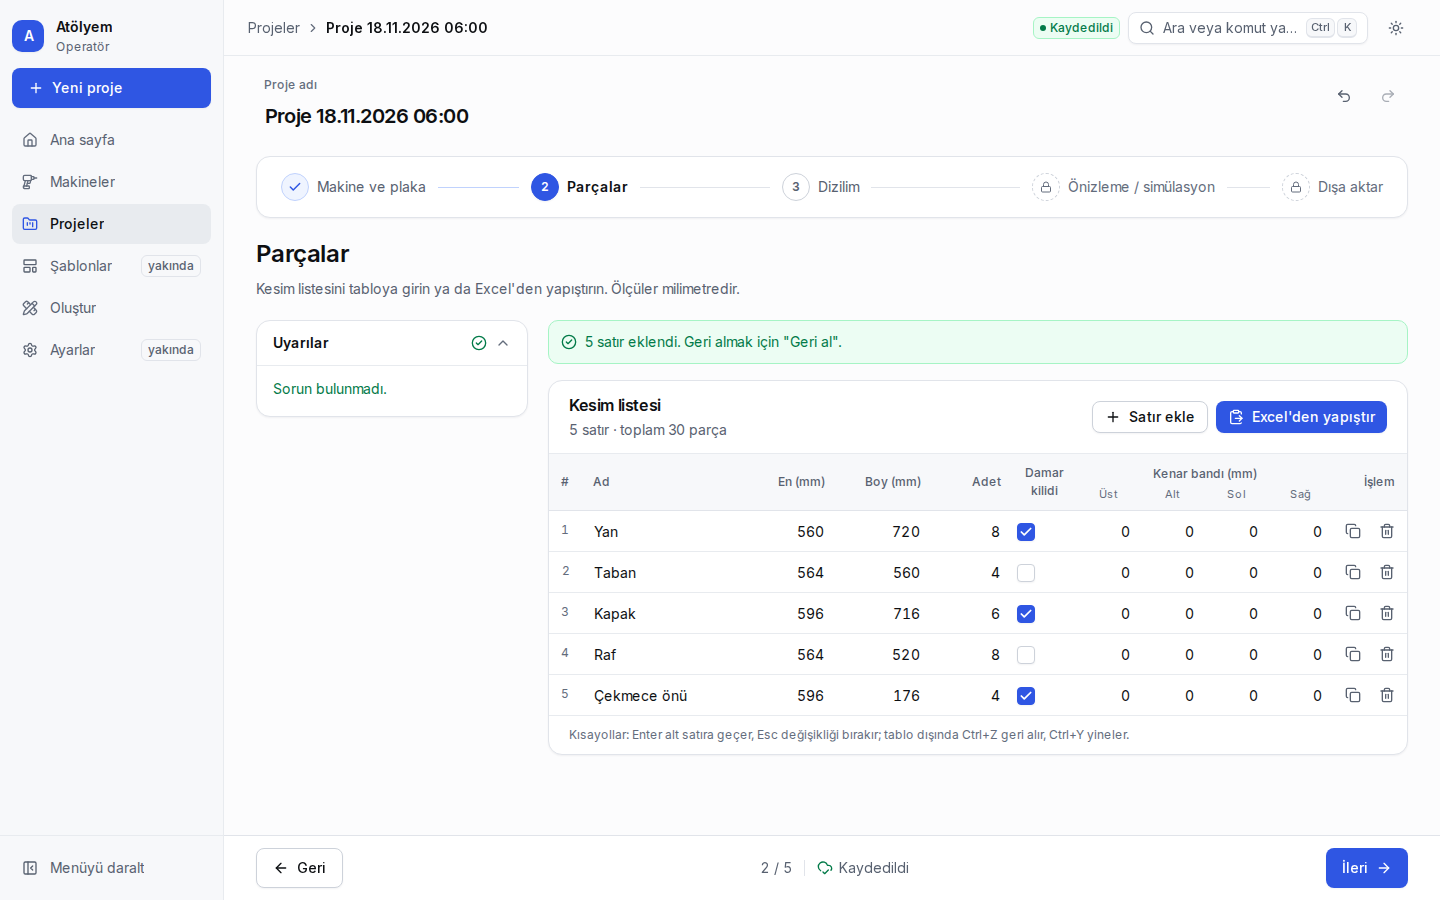 A
Atölyem
Operatör
Yeni proje
Ana sayfa
Makineler
Projeler
Şablonlar yakında
Oluştur
Ayarlar yakında
Menüyü daralt
Projeler > Proje 18.11.2026 06:00
Kaydedildi
Ara veya komut ya... Ctrl K
Proje adı
Proje 18.11.2026 06:00
Makine ve plaka
2 Parçalar
3 Dizilim
Önizleme / simülasyon
Dışa aktar
Parçalar
Kesim listesini tabloya girin ya da Excel'den yapıştırın. Ölçüler milimetredir.
Uyarılar
Sorun bulunmadı.
5 satır eklendi. Geri almak için "Geri al".
Kesim listesi
5 satır · toplam 30 parça
Satır ekle
Excel'den yapıştır
# Ad En (mm) Boy (mm) Adet Damar kilidi Kenar bandı (mm) İşlem
Üst Alt Sol Sağ
1 Yan 560 720 8 0 0 0 0
2 Taban 564 560 4 0 0 0 0
3 Kapak 596 716 6 0 0 0 0
4 Raf 564 520 8 0 0 0 0
5 Çekmece önü 596 176 4 0 0 0 0
Kısayollar: Enter alt satıra geçer, Esc değişikliği bırakır; tablo dışında Ctrl+Z geri alır, Ctrl+Y yineler.
Geri
2 / 5
Kaydedildi
İleri